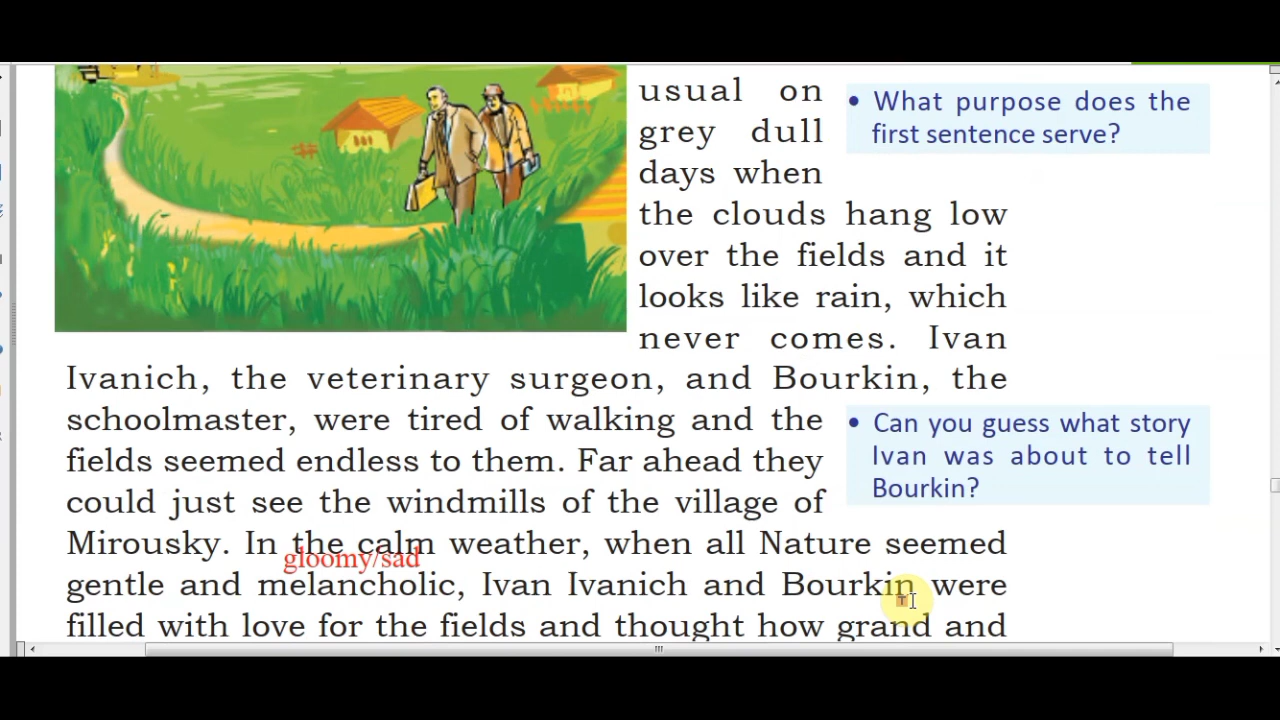 usual on
grey dull
days when
the clouds hang low
over the fields and it
looks like rain, which
never comes. Ivan
Ivanich, the veterinary surgeon, and Bourkin, the
schoolmaster, were tired of walking and the
fields seemed endless to them. Far ahead they
could just see the windmills of the village of
Mirousky. In the calm weather, when all Nature seemed
gloomy/sad
gentle and melancholic, Ivan Ivanich and Bourkin were
filled with love for the fields and thought how grand and
• What purpose does the
first sentence serve?
• Can you guess what story
Ivan was about to tell
Bourkin?